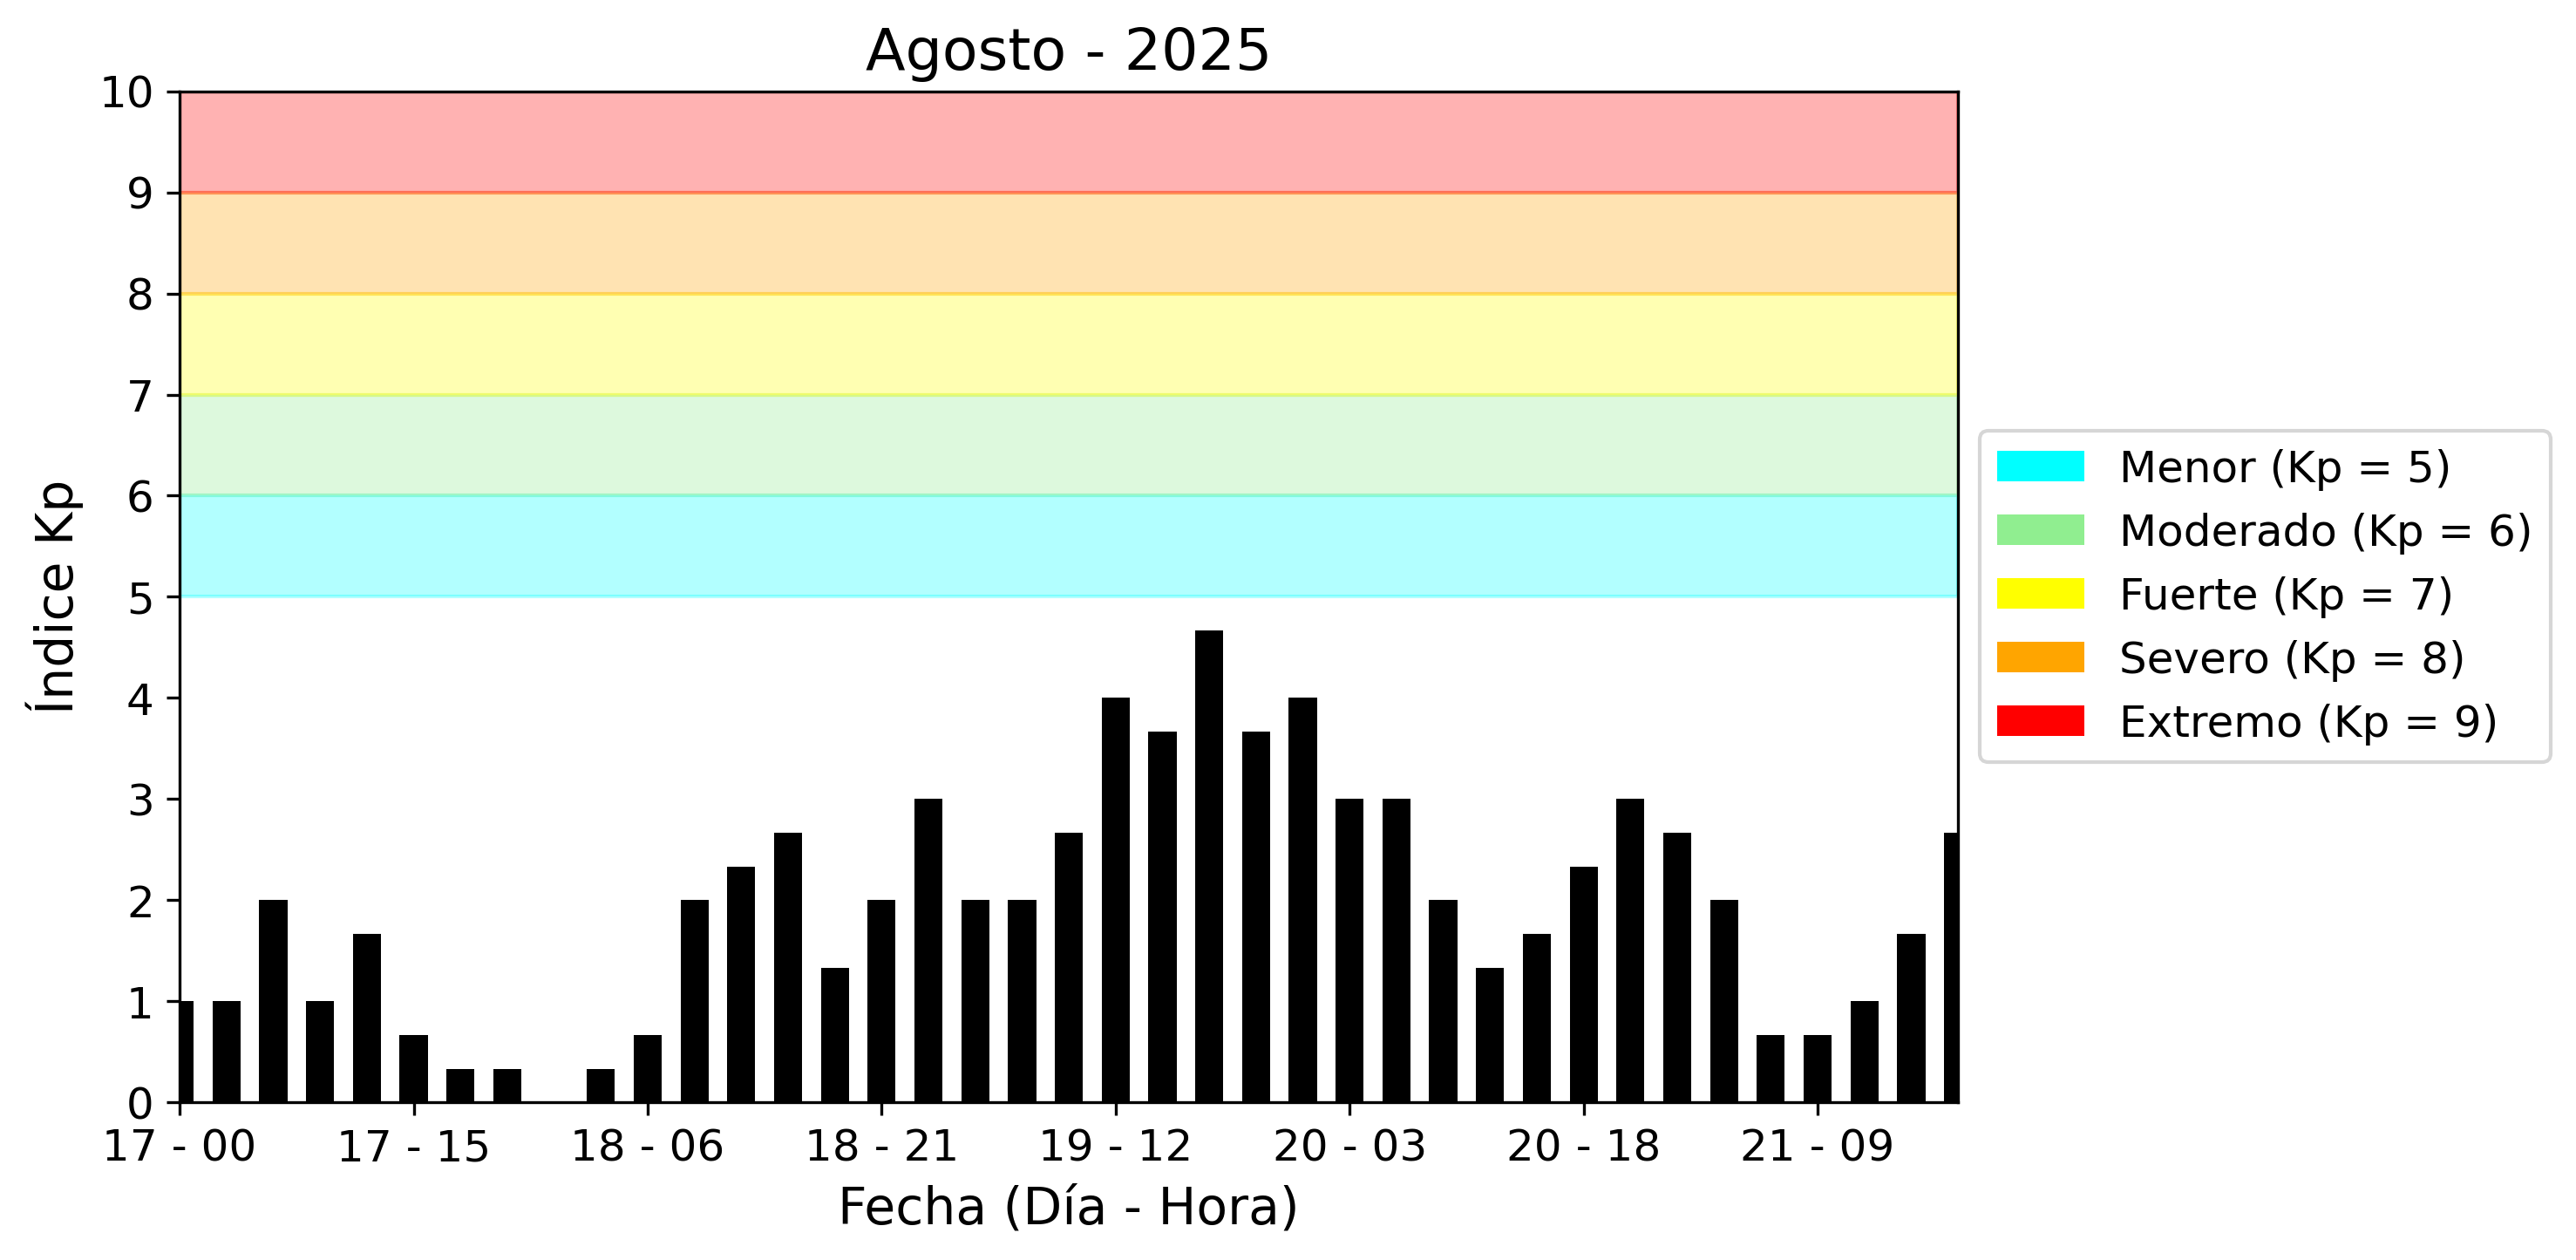 Agosto - 2025
10
9
8
7
6
5
4
3
2
1
0
Índice Kp
17 - 00
17 - 15
18 - 06
18 - 21
19 - 12
20 - 03
20 - 18
21 - 09
Fecha (Día - Hora)
Menor (Kp = 5)
Moderado (Kp = 6)
Fuerte (Kp = 7)
Severo (Kp = 8)
Extremo (Kp = 9)